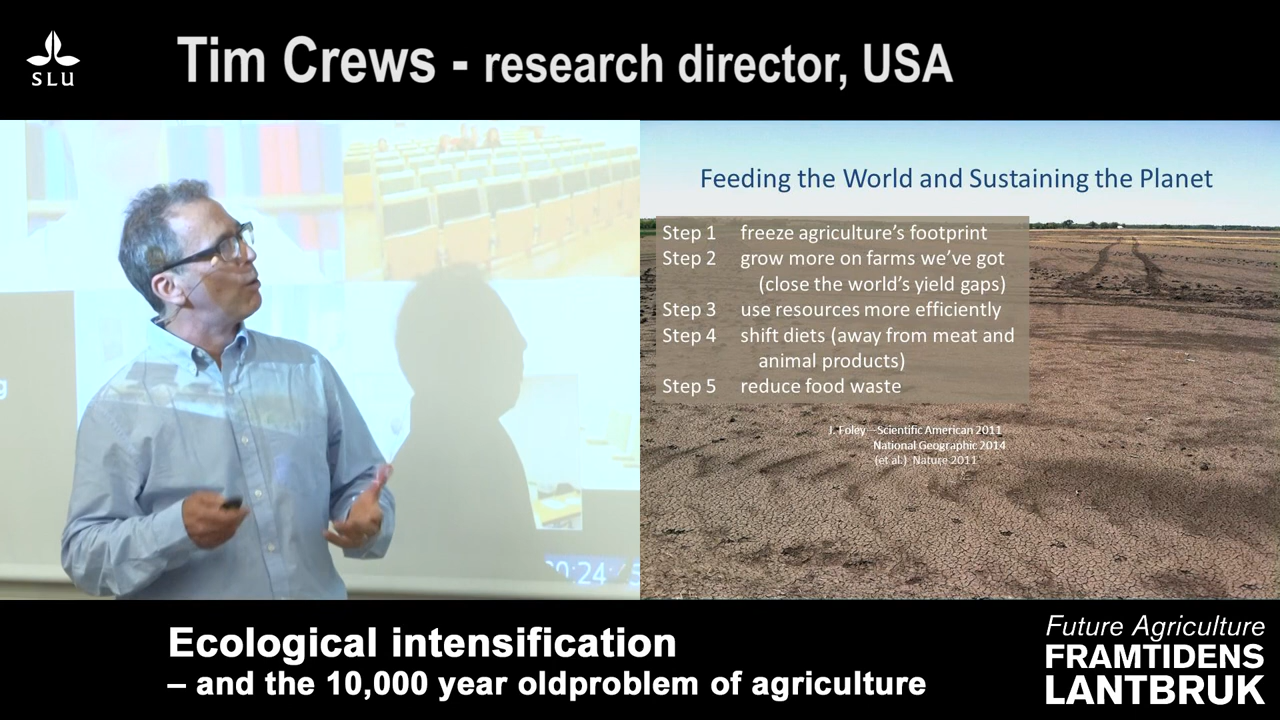 SLU
Tim Crews - research director, USA
Feeding the World and Sustaining the Planet
Step 1 freeze agriculture's footprint
Step 2 grow more on farms we've got
(close the world's yield gaps)
Step 3 use resources more efficiently
Step 4 shift diets (away from meat and
animal products)
Step 5 reduce food waste
J. Foley—Scientific American 2011
National Geographic 2014
(et al.) Nature 2011
g
0:24
Ecological intensification
– and the 10,000 year oldproblem of agriculture
Future Agriculture
FRAMTIDENS
LANTBRUK